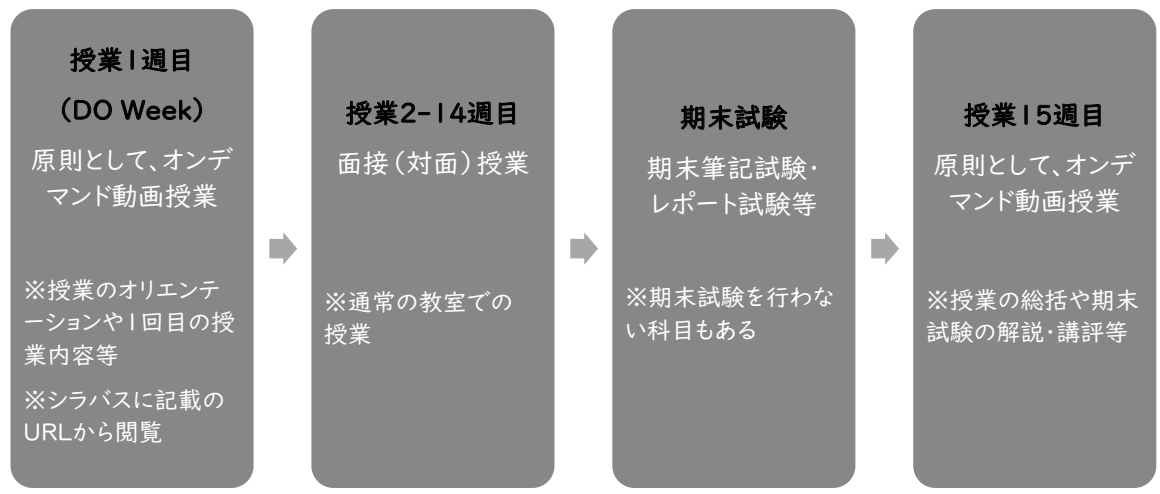 授業1週目
(DO Week)
原則として、オンデ
マンド動画授業
※授業のオリエンテ
ーションや1回目の授
業内容等
※シラバスに記載の
URLから閲覧
授業2-14週目
面接(対面)授業
※通常の教室での
授業
期末試験
期末筆記試験・
レポート試験等
※期末試験を行わな
い科目もある
授業15週目
原則として、オンデ
マンド動画授業
※授業の総括や期末
試験の解説・講評等